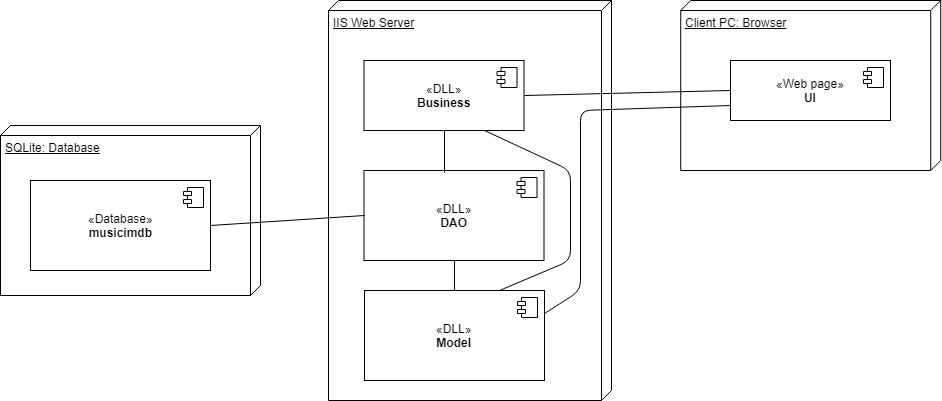 SQLite: Database
«Database»
musicimdb
IIS Web Server
«DLL»
Business
«DLL»
DAO
«DLL»
Model
Client PC: Browser
«Web page»
UI